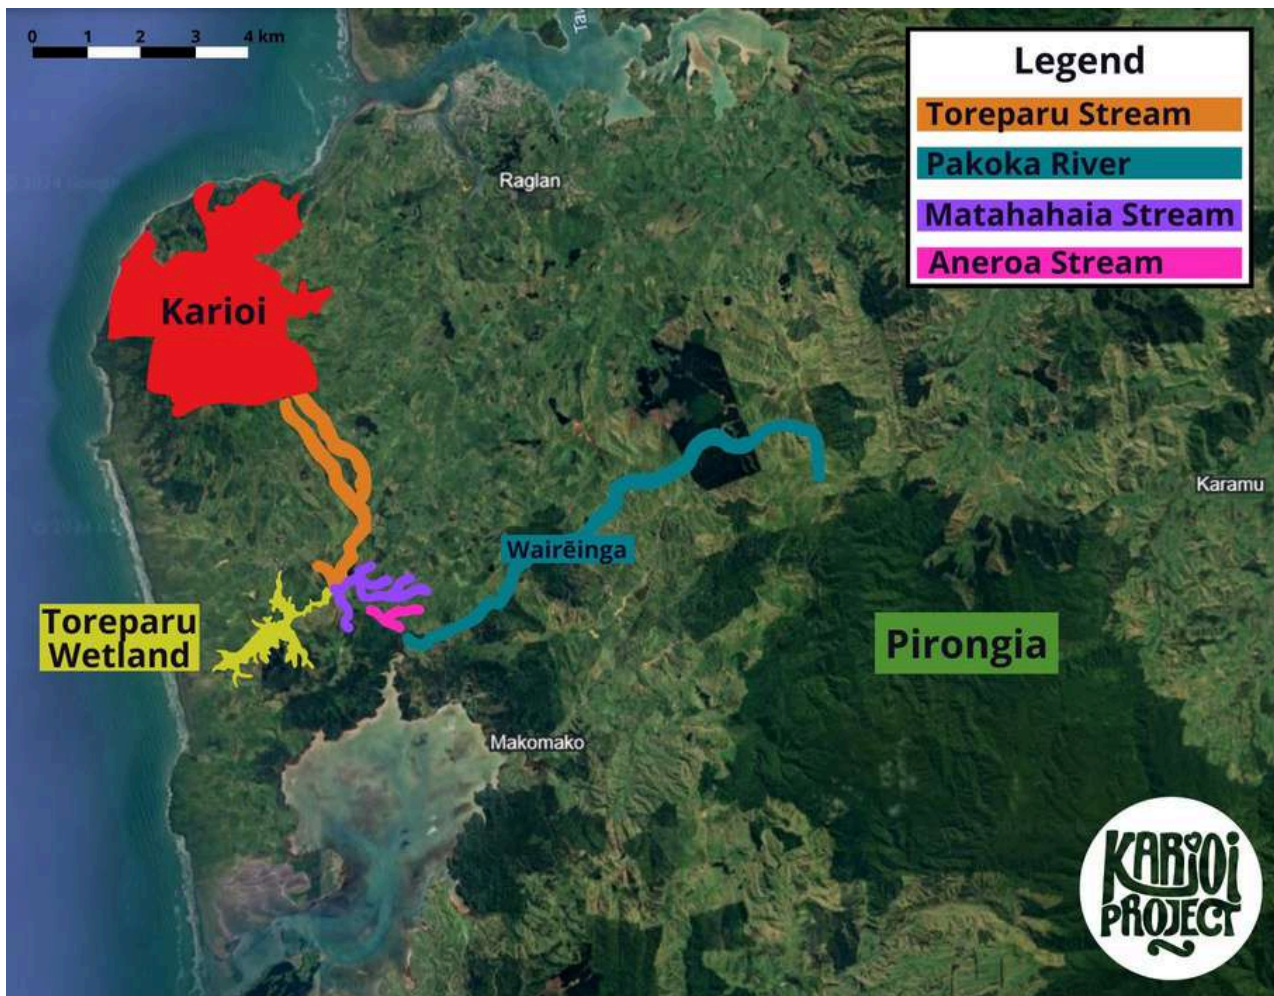 0 1 2 3 4 km
Legend
Toreparu Stream
Pakoka River
Matahahaia Stream
Aneroa Stream
Raglan
Karioi
Karamu
Wairēinga
Toreparu
Wetland
Pirongia
Makomako
KARIOI
PROJECT